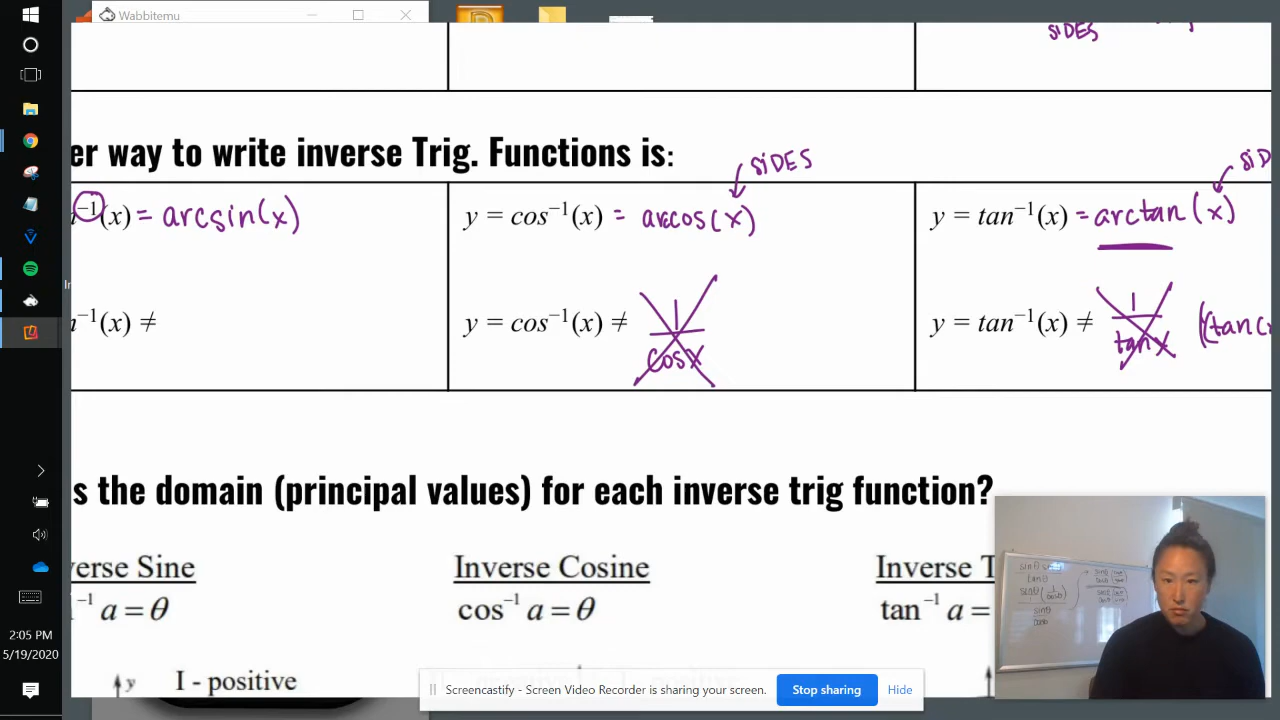 Wabbitemu
SiDES
er way to write inverse Trig. Functions is:
SiDES
siD
⁻¹(x) = arcsin(x)
y = cos⁻¹(x) = arccos(x)
y = tan⁻¹(x) = arctan(x)
n⁻¹(x) ≠
y = cos⁻¹(x) ≠ 1/cosx
y = tan⁻¹(x) ≠ 1/tanx (tan(x
s the domain (principal values) for each inverse trig function?
verse Sine
Inverse Cosine
Inverse T
⁻¹ a = θ
cos⁻¹ a = θ
tan⁻¹ a =
y
I - positive
Screencastify - Screen Video Recorder is sharing your screen.
Stop sharing
Hide
2:05 PM
5/19/2020